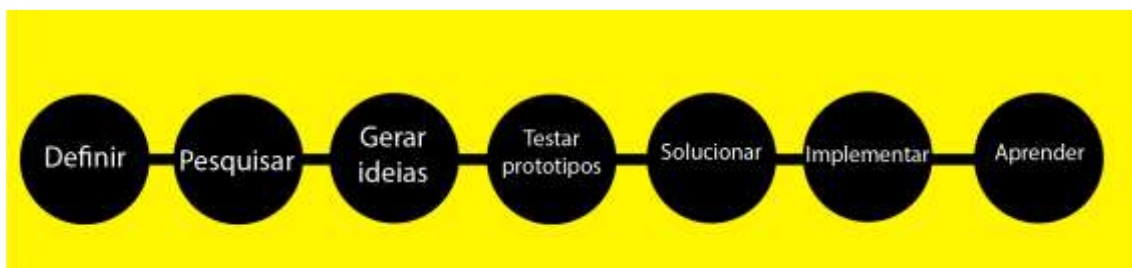 Definir
Pesquisar
Gerar
ideias
Testar
prototipos
Solucionar
Implementar
Aprender